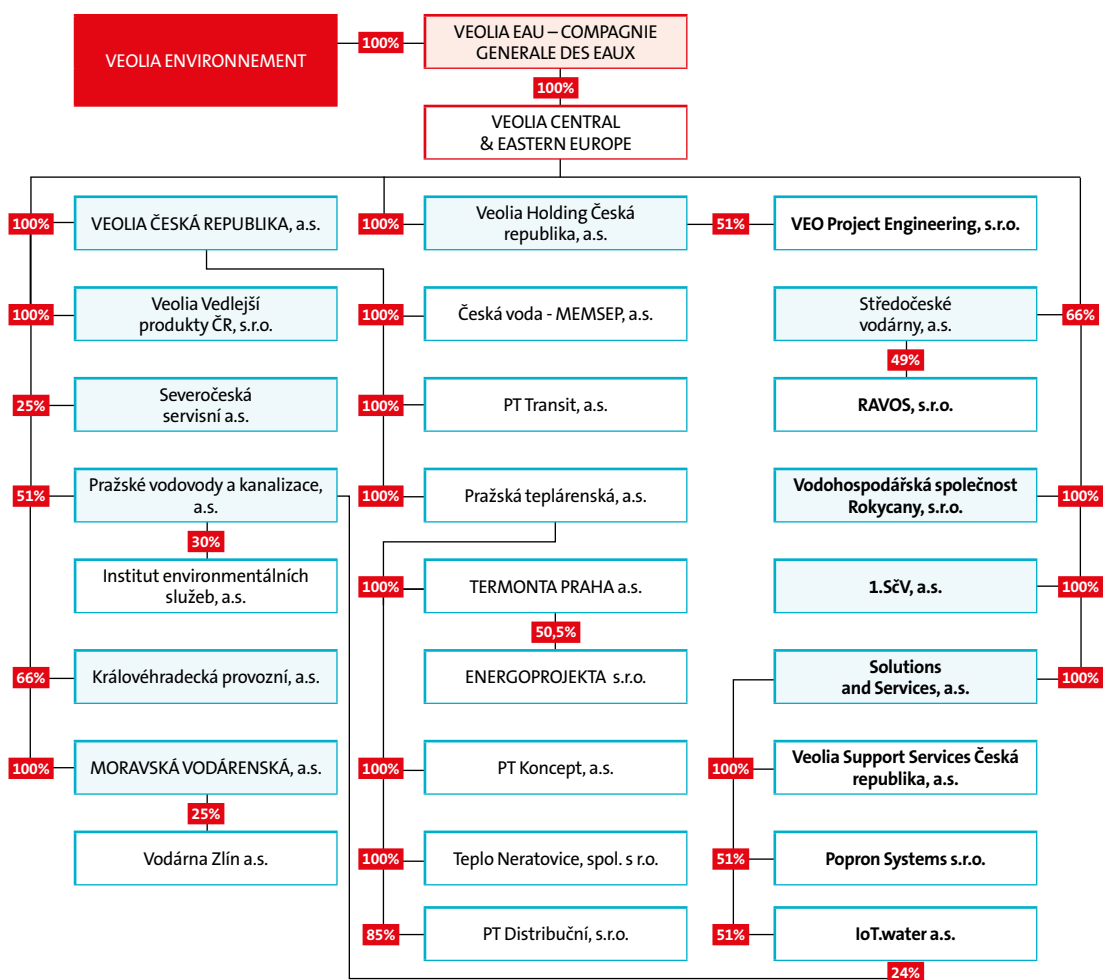 VEOLIA ENVIRONNEMENT
100%
VEOLIA EAU – COMPAGNIE
GENERALE DES EAUX
100%
VEOLIA CENTRAL
& EASTERN EUROPE
100%
VEOLIA ČESKÁ REPUBLIKA, a.s.
100%
Veolia Holding Česká
republika, a.s.
51%
VEO Project Engineering, s.r.o.
100%
Veolia Vedlejší
produkty ČR, s.r.o.
100%
Česká voda - MEMSEP, a.s.
Středočeské
vodárny, a.s.
66%
49%
25%
Severočeská
servisní a.s.
100%
PT Transit, a.s.
RAVOS, s.r.o.
51%
Pražské vodovody a kanalizace,
a.s.
100%
Pražská teplárenská, a.s.
Vodohospodářská společnost
Rokycany, s.r.o.
100%
30%
Institut environmentálních
služeb, a.s.
100%
TERMONTA PRAHA a.s.
1.SčV, a.s.
100%
50,5%
66%
Královéhradecká provozní, a.s.
ENERGOPROJEKTA s.r.o.
Solutions
and Services, a.s.
100%
100%
MORAVSKÁ VODÁRENSKÁ, a.s.
100%
PT Koncept, a.s.
100%
Veolia Support Services Česká
republika, a.s.
25%
Vodárna Zlín a.s.
100%
Teplo Neratovice, spol. s r.o.
51%
Popron Systems s.r.o.
85%
PT Distribuční, s.r.o.
51%
IoT.water a.s.
24%